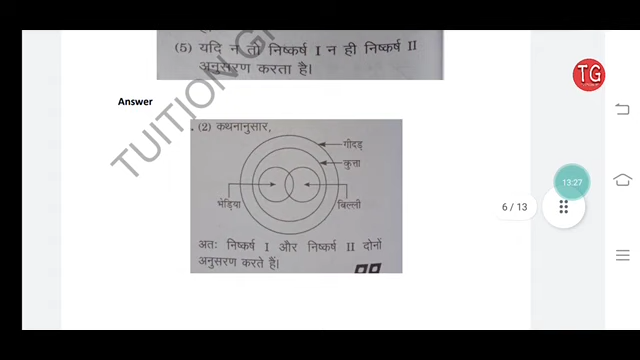 (5) यदि न तो निष्कर्ष I न ही निष्कर्ष II
अनुसरण करता है।
TG
Answer
. (2) कथनानुसार,
गीदड़
कुत्ता
भेड़िया
बिल्ली
अतः निष्कर्ष I और निष्कर्ष II दोनों
अनुसरण करते हैं।
TUITION
13:27
6 / 13